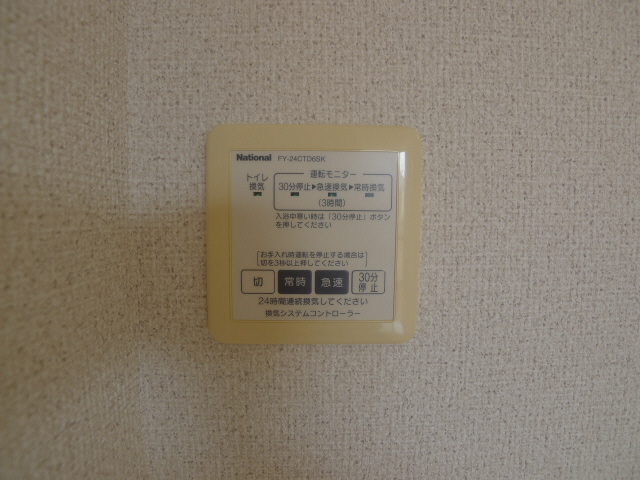 National FY-24CTD6SK
運転モニター
トイレ
換気
30分停止▶急速換気▶常時換気
(3時間)
入浴中寒い時は「30分停止」ボタン
を押してください
お手入れ時運転を停止する場合は
切を3秒以上押してください
切 常時 急速 30分
停止
24時間連続換気してください
換気システムコントローラー